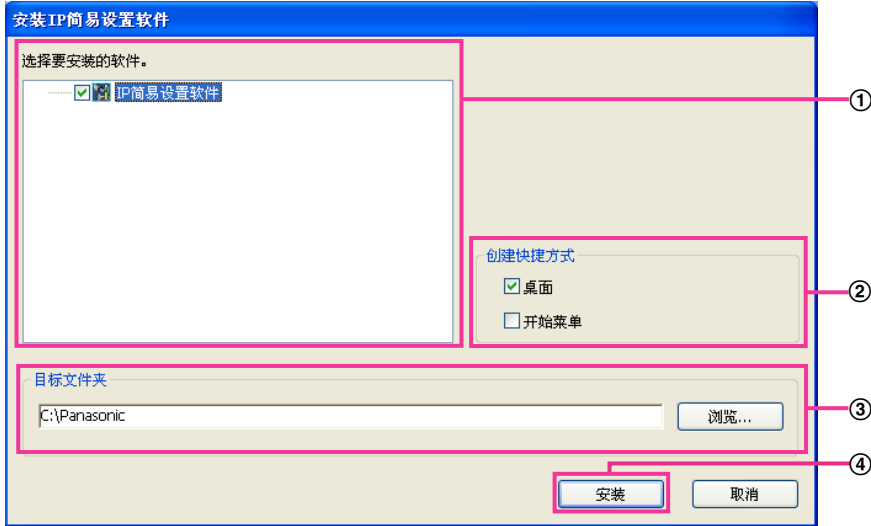 安装IP简易设置软件
选择要安装的软件。
IP简易设置软件
①
创建快捷方式
桌面
②
开始菜单
目标文件夹
C:\Panasonic
浏览...
③
④
安装
取消